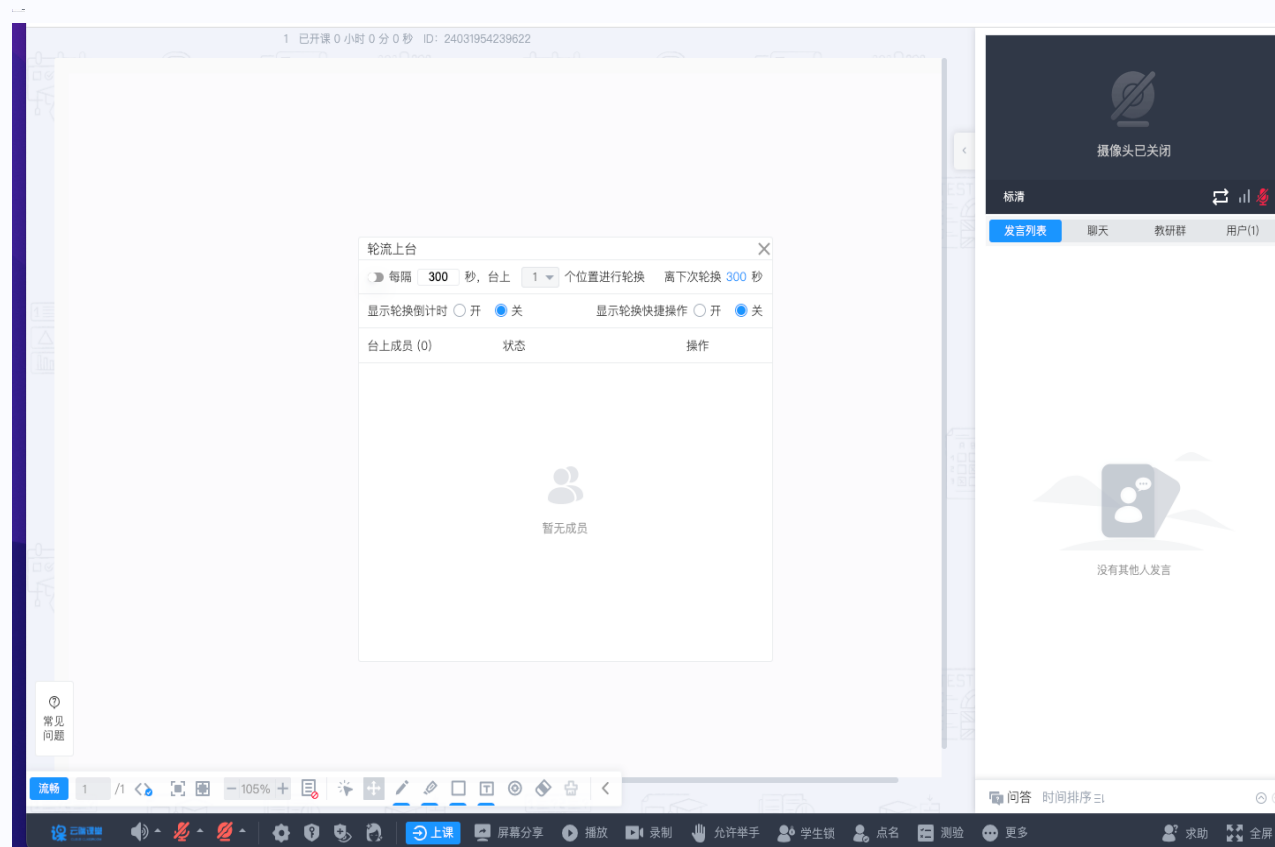 1 已开课 0 小时 0 分 0 秒 ID: 24031954239622
摄像头已关闭
标清
发言列表 聊天 教研群 用户(1)
轮流上台
每隔 300 秒, 台上 1 个位置进行轮换 离下次轮换 300 秒
显示轮换倒计时 开 关 显示轮换快捷操作 开 关
台上成员 (0) 状态 操作
暂无成员
没有其他人发言
常见
问题
流畅 1 /1 105%
问答 时间排序
云端课堂 上课 屏幕分享 播放 录制 允许举手 学生锁 点名 测验 更多 求助 全屏